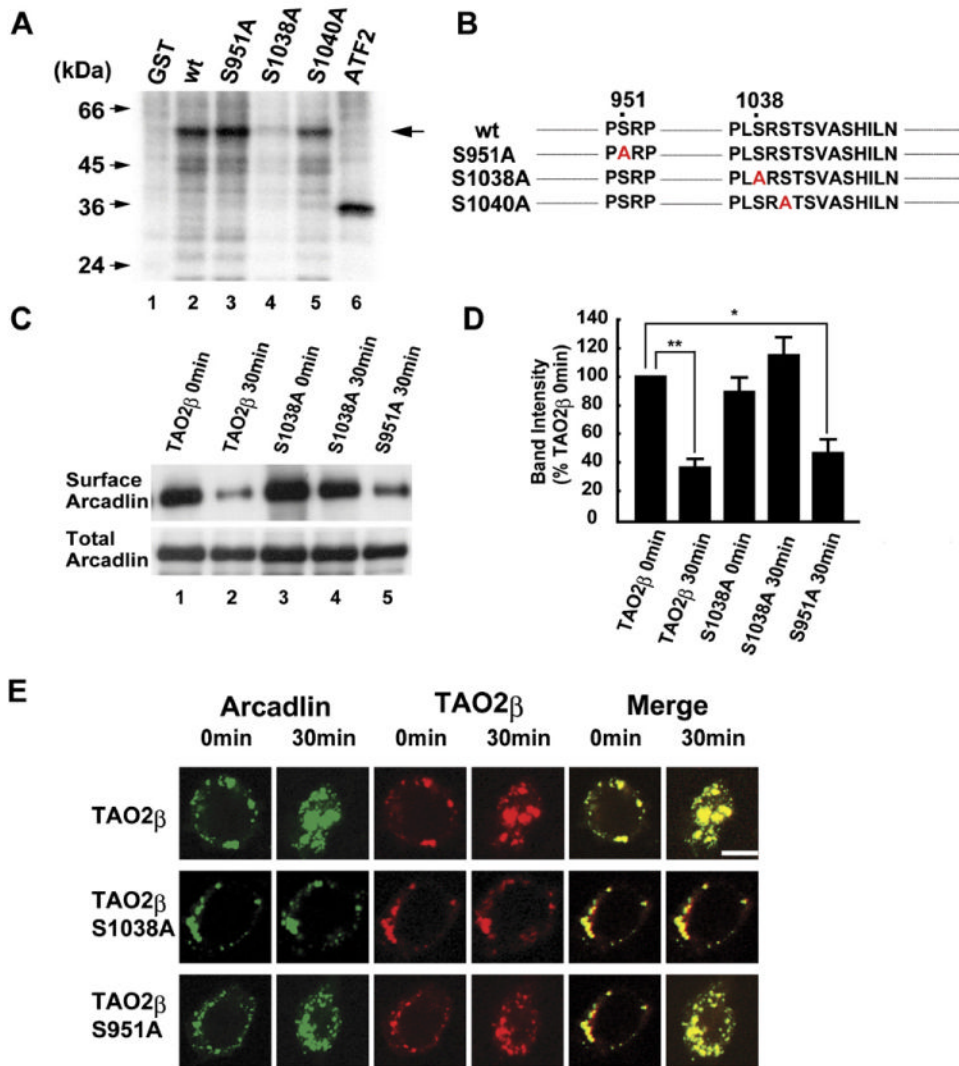 A
(kDa)
GST
wt
S951A
S1038A
S1040A
ATF2
66
45
36
24
1 2 3 4 5 6
B
951 1038
wt PSRP PLSRSTSVASHILN
S951A PARP PLSRSTSVASHILN
S1038A PSRP PLARSTSVASHILN
S1040A PSRP PLSRATSVASHILN
C
TAO2β 0min
TAO2β 30min
S1038A 0min
S1038A 30min
S951A 30min
Surface
Arcadlin
Total
Arcadlin
1 2 3 4 5
D
Band Intensity
(% TAO2β 0min)
140
120
100
80
60
40
20
0
*
**
TAO2β 0min
TAO2β 30min
S1038A 0min
S1038A 30min
S951A 30min
E
Arcadlin TAO2β Merge
0min 30min 0min 30min 0min 30min
TAO2β
TAO2β
S1038A
TAO2β
S951A